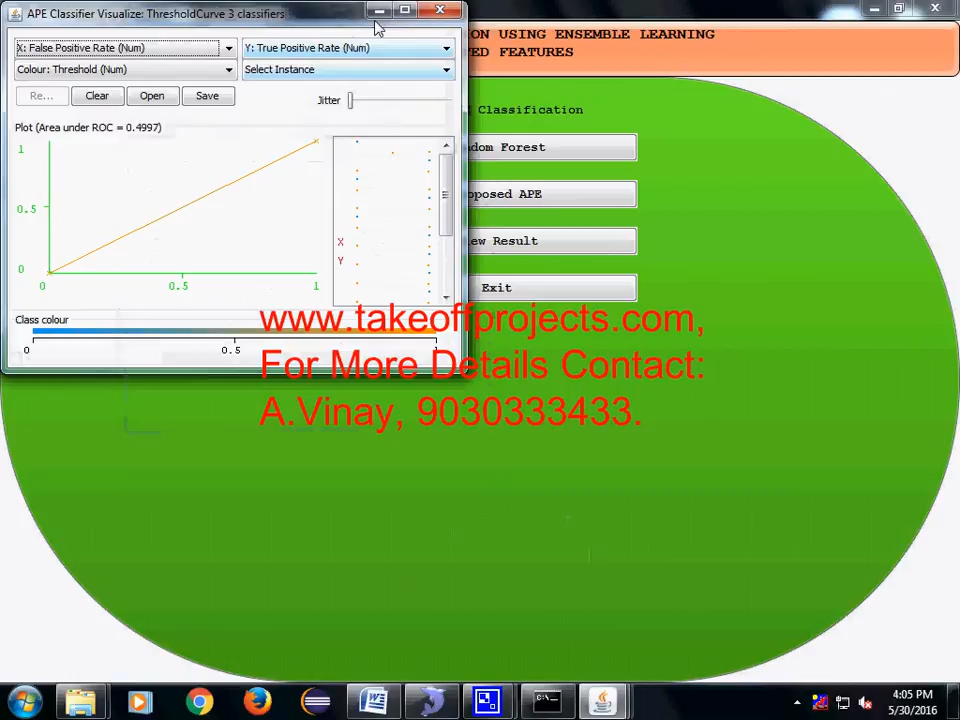 APE Classifier Visualize: ThresholdCurve 3 classifiers
X: False Positive Rate (Num)
Y: True Positive Rate (Num)
Colour: Threshold (Num)
Select Instance
Re...
Clear
Open
Save
Jitter
Plot (Area under ROC = 0.4997)
1
0.5
0
0
0.5
1
X
Y
Class colour
0
0.5
1
ON USING ENSEMBLE LEARNING
ED FEATURES
Classification
dom Forest
oposed APE
ew Result
Exit
www.takeoffprojects.com,
For More Details Contact:
A.Vinay, 9030333433.
4:05 PM
5/30/2016